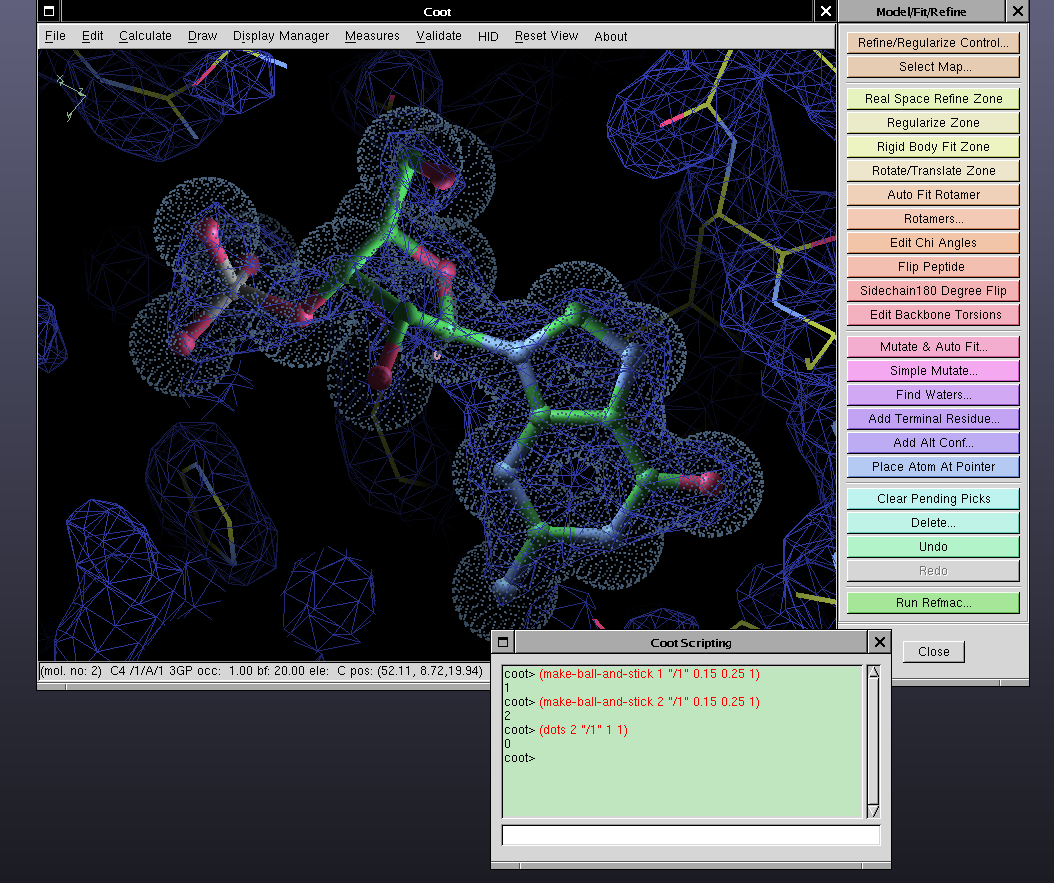 Coot
File Edit Calculate Draw Display Manager Measures Validate HID Reset View About
x
z
y
(mol. no: 2) C4 /1/A/1 3GP occ: 1.00 bf: 20.00 ele: C pos: (52.11, 8.72,19.94)
Model/Fit/Refine
Refine/Regularize Control...
Select Map...
Real Space Refine Zone
Regularize Zone
Rigid Body Fit Zone
Rotate/Translate Zone
Auto Fit Rotamer
Rotamers...
Edit Chi Angles
Flip Peptide
Sidechain180 Degree Flip
Edit Backbone Torsions
Mutate & Auto Fit...
Simple Mutate...
Find Waters...
Add Terminal Residue...
Add Alt Conf...
Place Atom At Pointer
Clear Pending Picks
Delete...
Undo
Redo
Run Refmac...
Close
Coot Scripting
coot> (make-ball-and-stick 1 "/1" 0.15 0.25 1)
1
coot> (make-ball-and-stick 2 "/1" 0.15 0.25 1)
2
coot> (dots 2 "/1" 1 1)
0
coot>